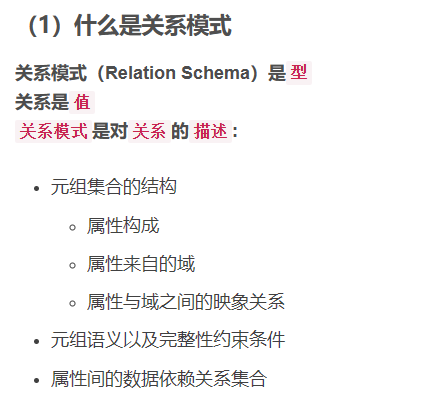 （1）什么是关系模式
关系模式（Relation Schema）是 型
关系是 值
关系模式 是对 关系 的 描述：
元组集合的结构
属性构成
属性来自的域
属性与域之间的映象关系
元组语义以及完整性约束条件
属性间的数据依赖关系集合